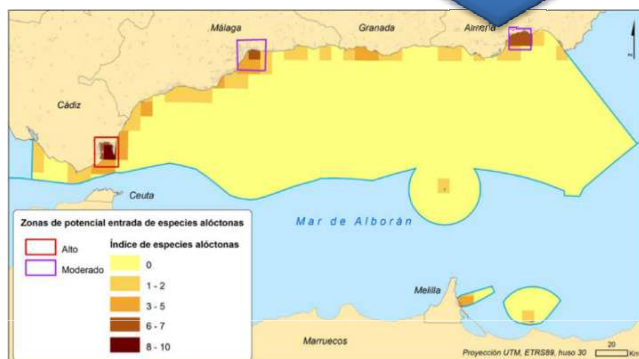 Málaga
Granada
Almería
Cádiz
Ceuta
Mar de Alborán
Melilla
Marruecos
Zonas de potencial entrada de especies alóctonas
Alto
Moderado
Índice de especies alóctonas
0
1 - 2
3 - 5
6 - 7
8 - 10
20
Km
Proyección UTM, ETRS89, huso 30